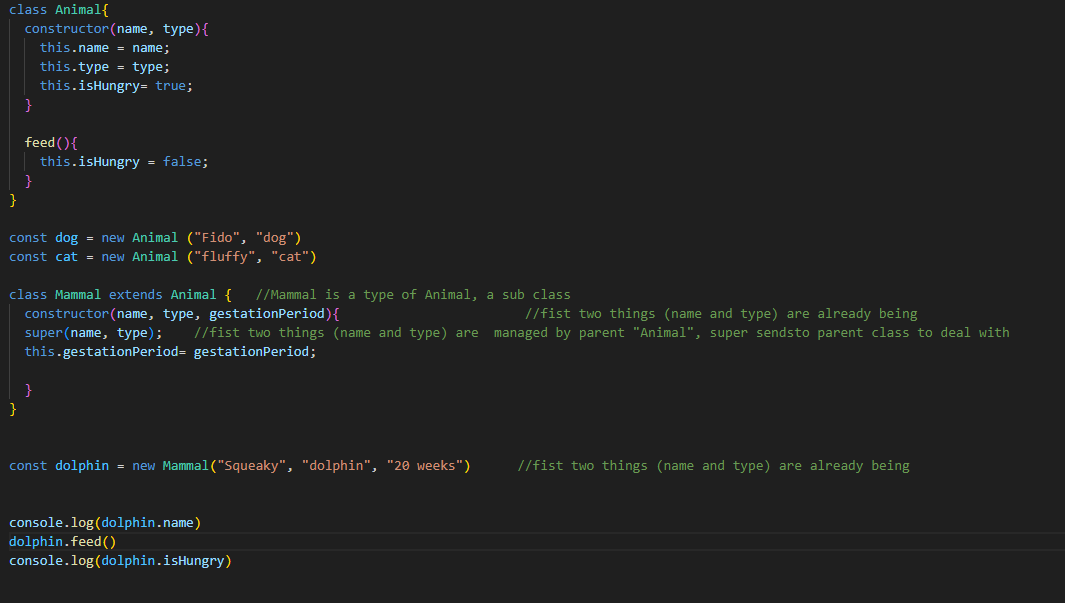 class Animal{
constructor(name, type){
this.name = name;
this.type = type;
this.isHungry= true;
}
feed(){
this.isHungry = false;
}
}
const dog = new Animal ("Fido", "dog")
const cat = new Animal ("fluffy", "cat")
class Mammal extends Animal { //Mammal is a type of Animal, a sub class
constructor(name, type, gestationPeriod){ //fist two things (name and type) are already being
super(name, type); //fist two things (name and type) are managed by parent "Animal", super sendsto parent class to deal with
this.gestationPeriod= gestationPeriod;
}
}
const dolphin = new Mammal("Squeaky", "dolphin", "20 weeks") //fist two things (name and type) are already being
console.log(dolphin.name)
dolphin.feed()
console.log(dolphin.isHungry)